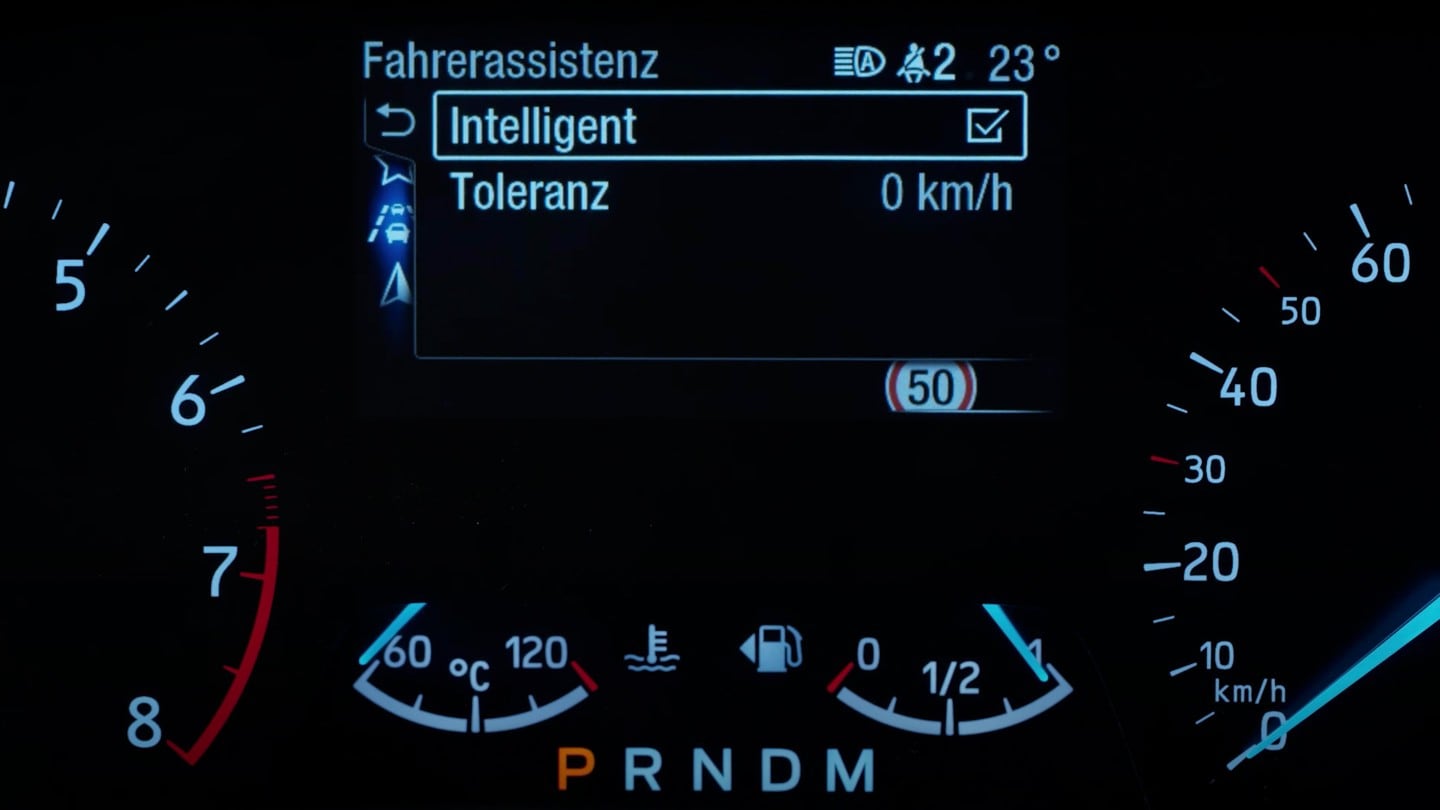 Fahrerassistenz 2 23°
Intelligent
Toleranz 0 km/h
50
5
6
7
8
60
50
40
30
20
10
km/h
0
60 °C 120
0 1/2 1
P R N D M